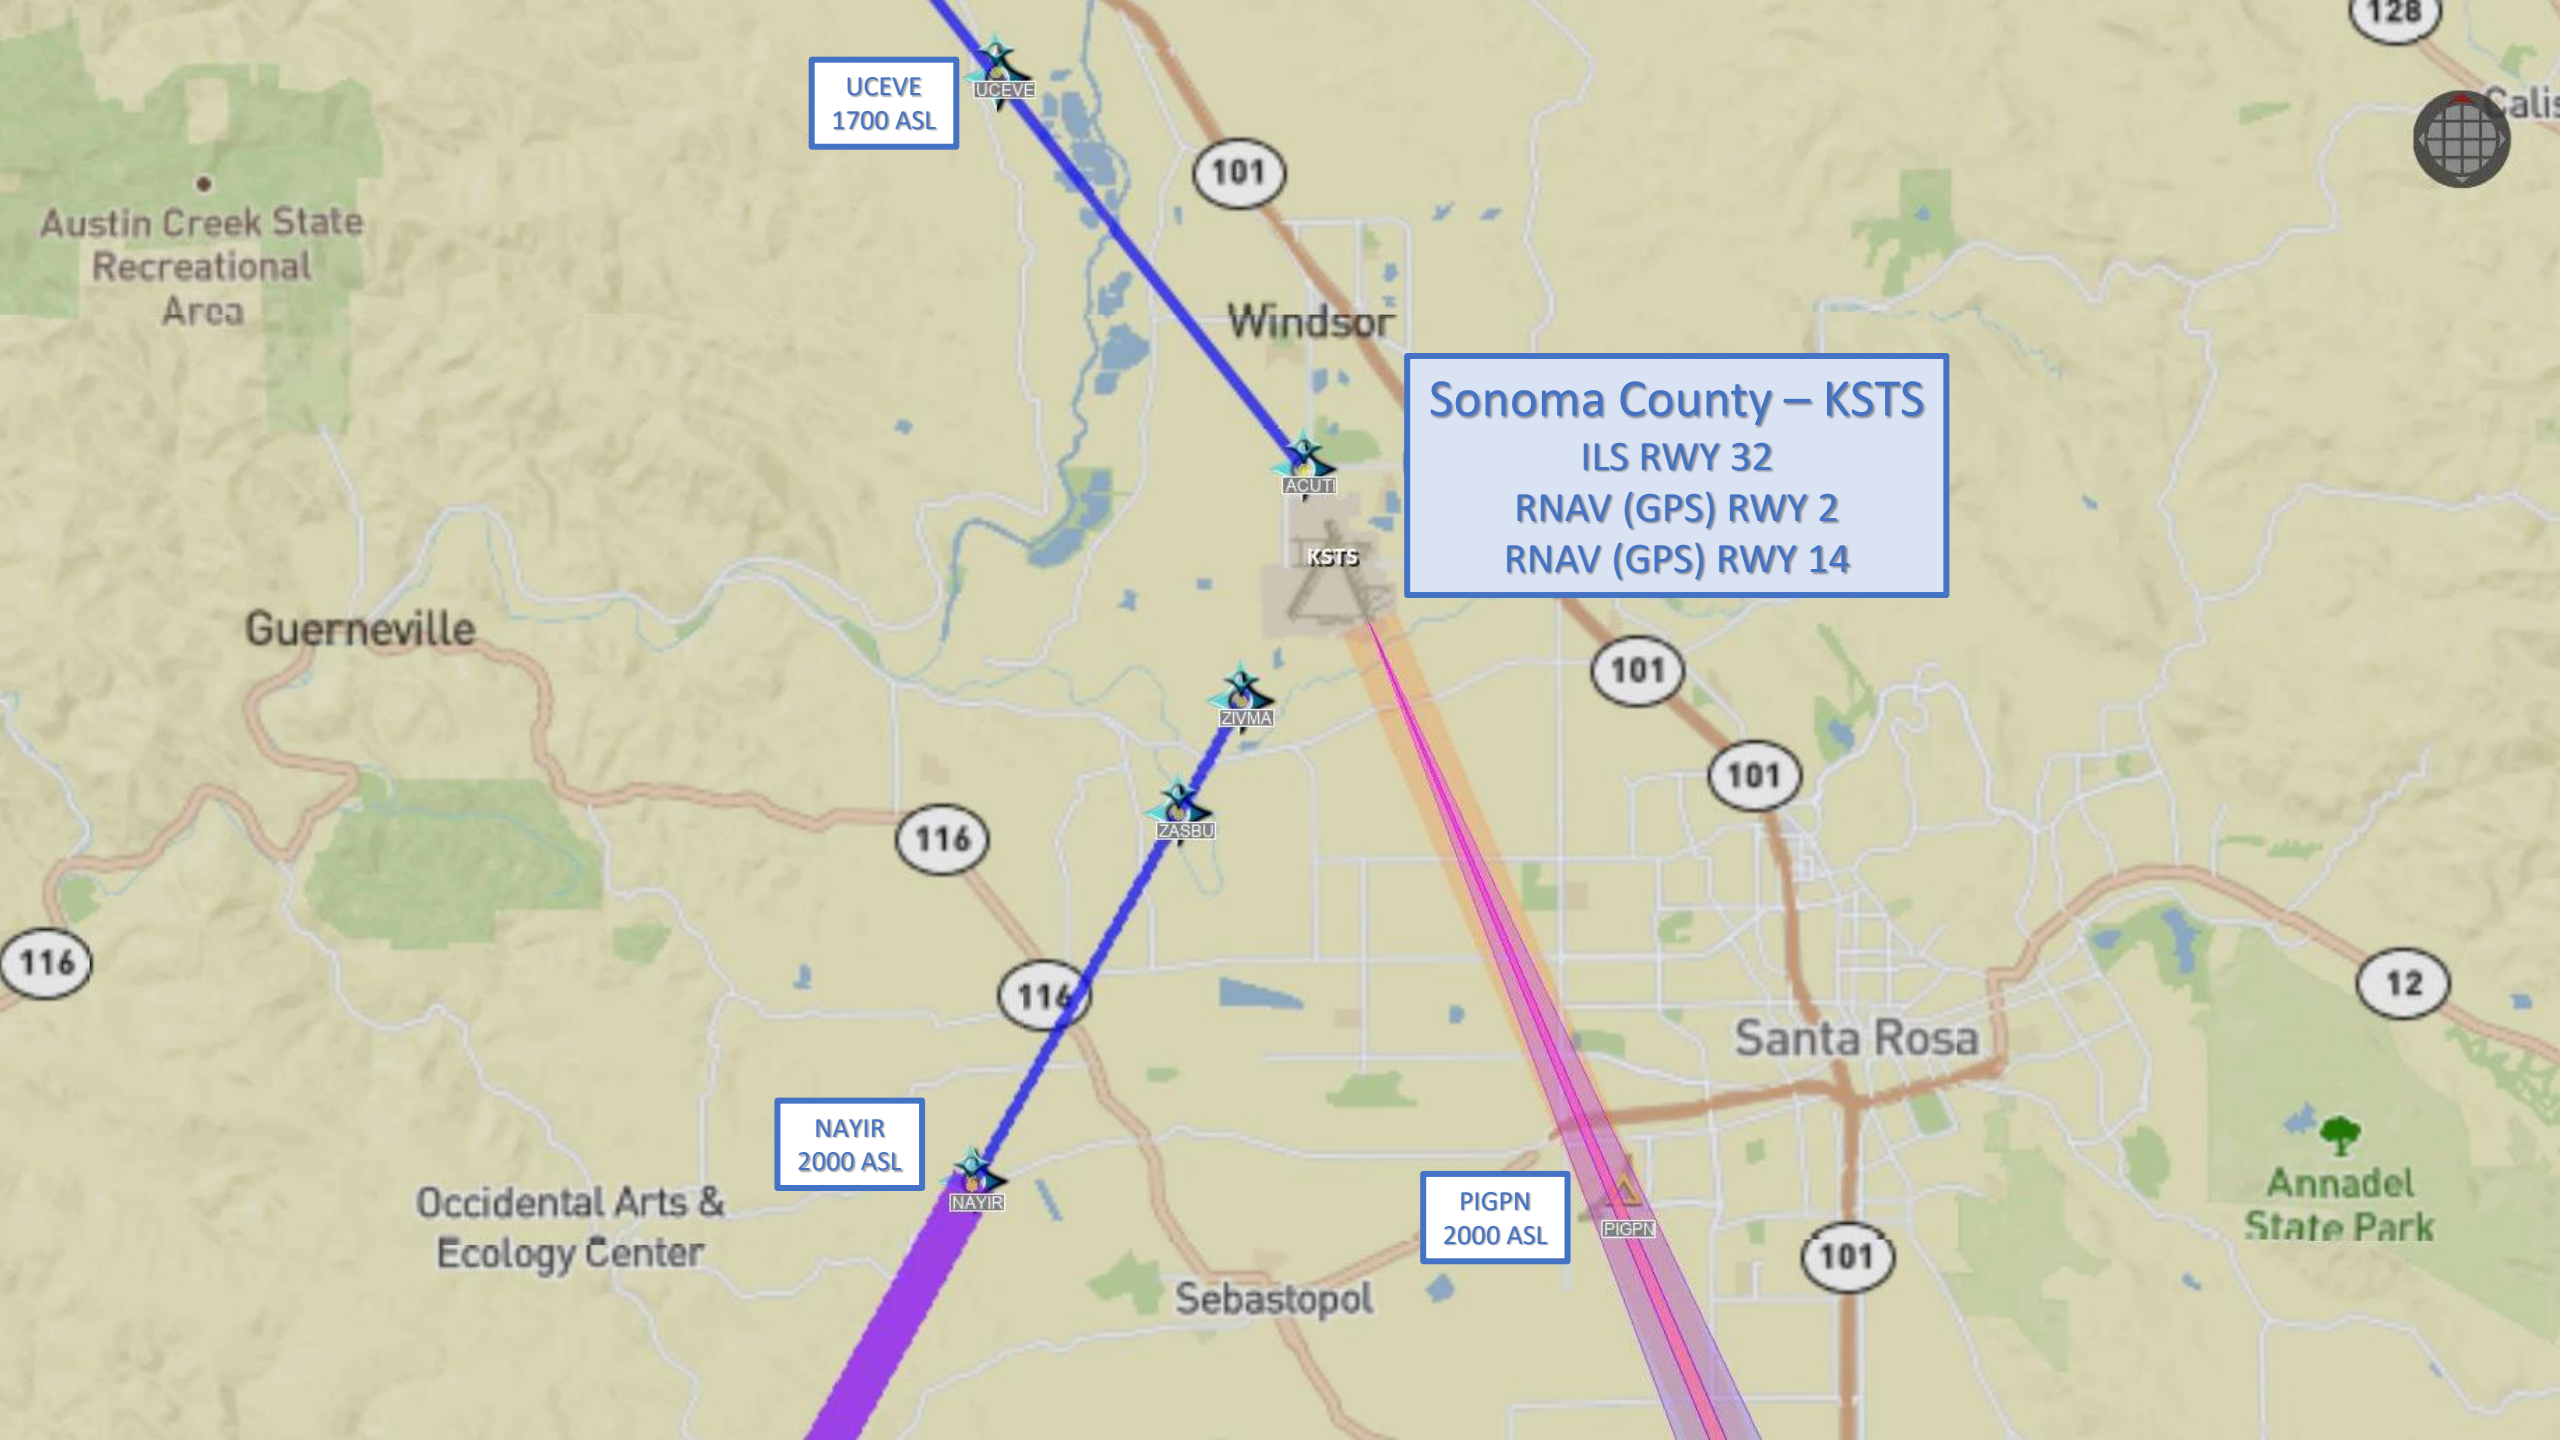 128
UCEVE
1700 ASL
UCEVE
101
Austin Creek State
Recreational
Area
Windsor
Sonoma County – KSTS
ILS RWY 32
RNAV (GPS) RWY 2
RNAV (GPS) RWY 14
ACUTI
KSTS
Guerneville
101
ZIVMA
101
ZASBU
116
116
116
12
Santa Rosa
NAYIR
2000 ASL
NAYIR
Occidental Arts &
Ecology Center
PIGPN
2000 ASL
PIGPN
Annadel
State Park
101
Sebastopol